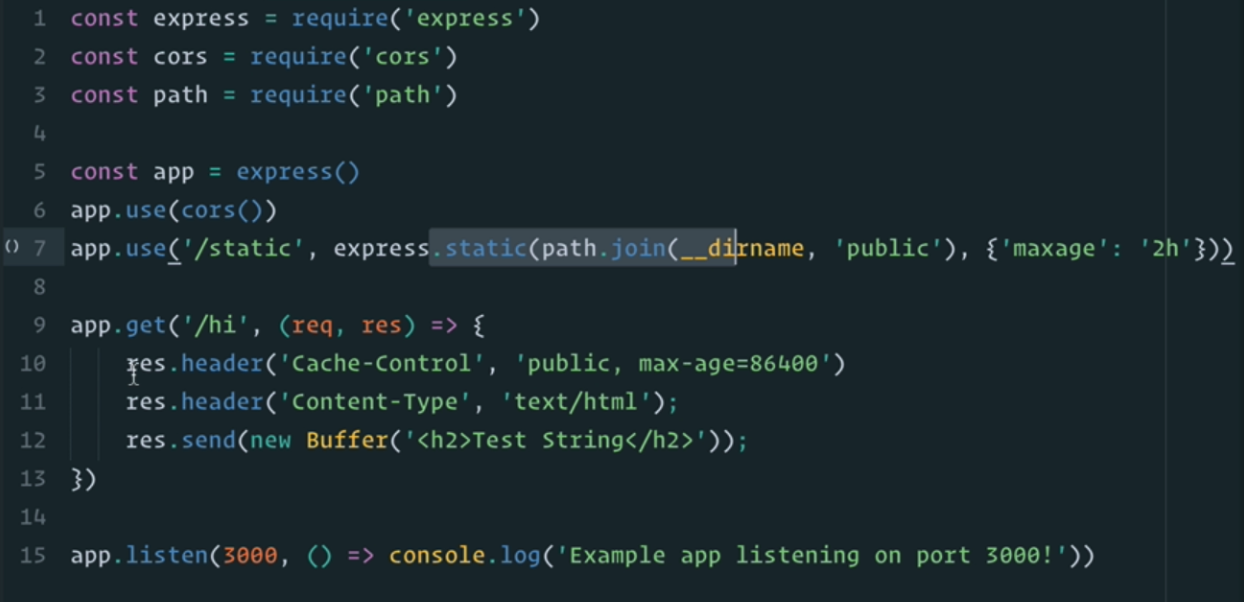 1 const express = require('express')
2 const cors = require('cors')
3 const path = require('path')
4
5 const app = express()
6 app.use(cors())
() 7 app.use('/static', express.static(path.join(__dirname, 'public'), {'maxage': '2h'}))
8
9 app.get('/hi', (req, res) => {
10 res.header('Cache-Control', 'public, max-age=86400')
11 res.header('Content-Type', 'text/html');
12 res.send(new Buffer('<h2>Test String</h2>'));
13 })
14
15 app.listen(3000, () => console.log('Example app listening on port 3000!'))